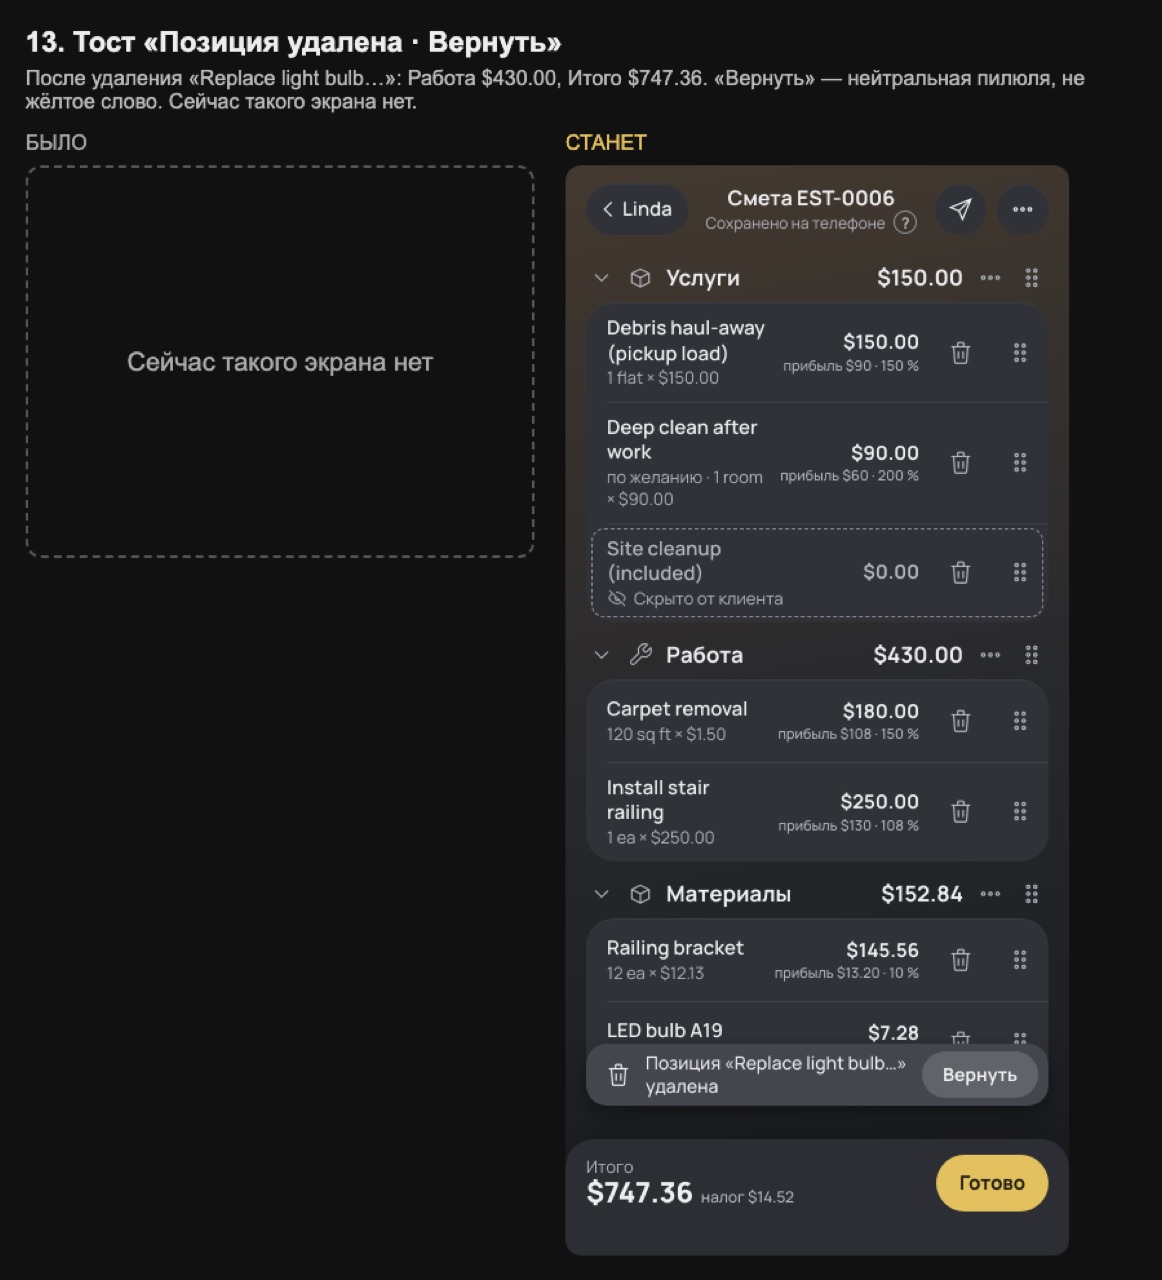 13. Тост «Позиция удалена · Вернуть»
После удаления «Replace light bulb…»: Работа $430.00, Итого $747.36. «Вернуть» — нейтральная пилюля, не
жёлтое слово. Сейчас такого экрана нет.
БЫЛО
СТАНЕТ
Сейчас такого экрана нет
Linda
Смета EST-0006
Сохранено на телефоне ?
Услуги $150.00
Debris haul-away
(pickup load)
1 flat × $150.00
$150.00
прибыль $90 · 150 %
Deep clean after
work
по желанию · 1 room
× $90.00
$90.00
прибыль $60 · 200 %
Site cleanup
(included)
Скрыто от клиента
$0.00
Работа $430.00
Carpet removal
120 sq ft × $1.50
$180.00
прибыль $108 · 150 %
Install stair
railing
1 ea × $250.00
$250.00
прибыль $130 · 108 %
Материалы $152.84
Railing bracket
12 ea × $12.13
$145.56
прибыль $13.20 · 10 %
LED bulb A19
$7.28
Позиция «Replace light bulb…»
удалена
Вернуть
Итого
$747.36 налог $14.52
Готово